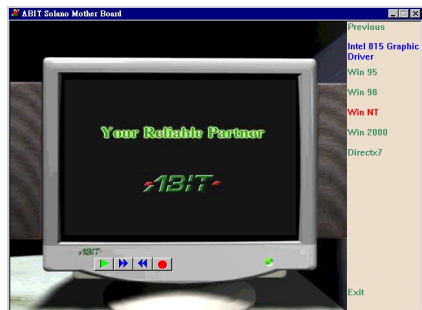 ABIT Solano Mother Board
Previous
Intel 815 Graphic
Driver
Win 95
Win 98
Win NT
Win 2000
Directx7
Exit
Your Reliable Partner
ABIT
ABIT